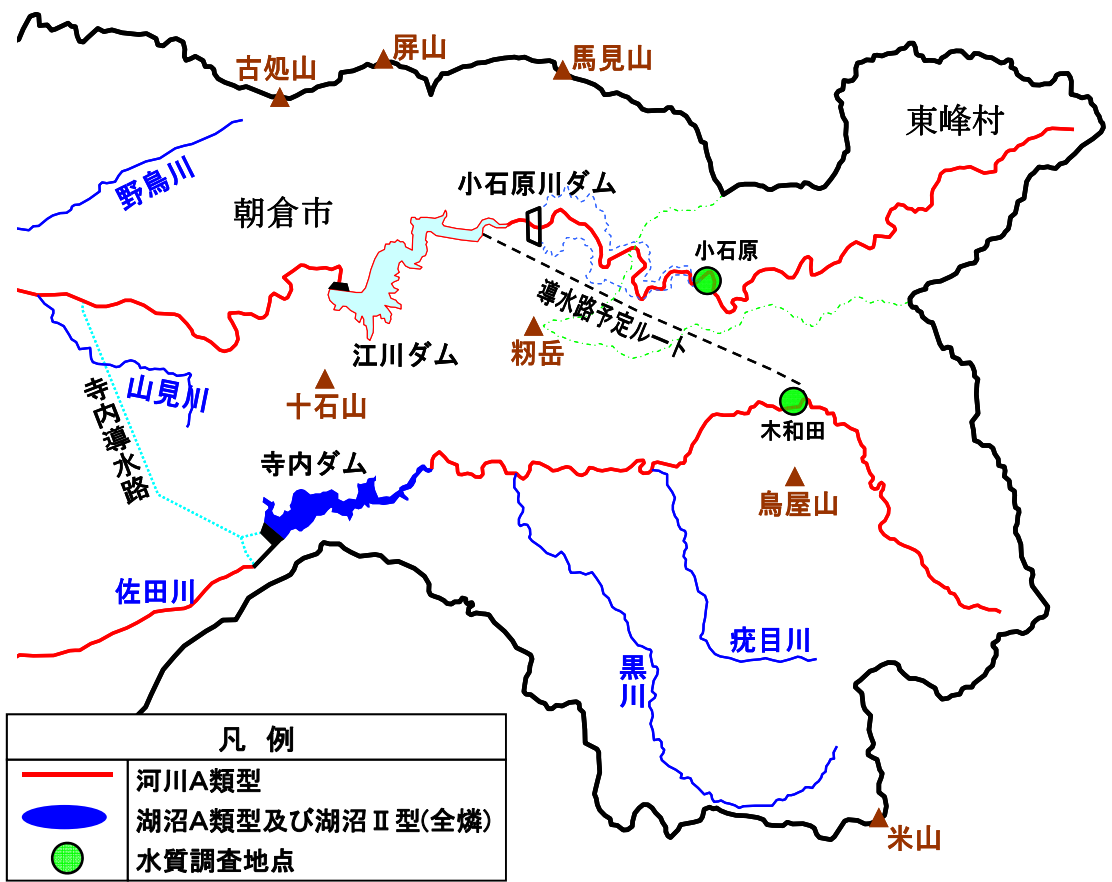 屏山
馬見山
古処山
東峰村
野鳥川
小石原川ダム
朝倉市
小石原
導水路予定ルート
江川ダム
籾岳
山見川
十石山
寺内導水路
木和田
寺内ダム
鳥屋山
佐田川
疣目川
黒川
凡 例
河川A類型
湖沼A類型及び湖沼Ⅱ型(全燐)
水質調査地点
米山